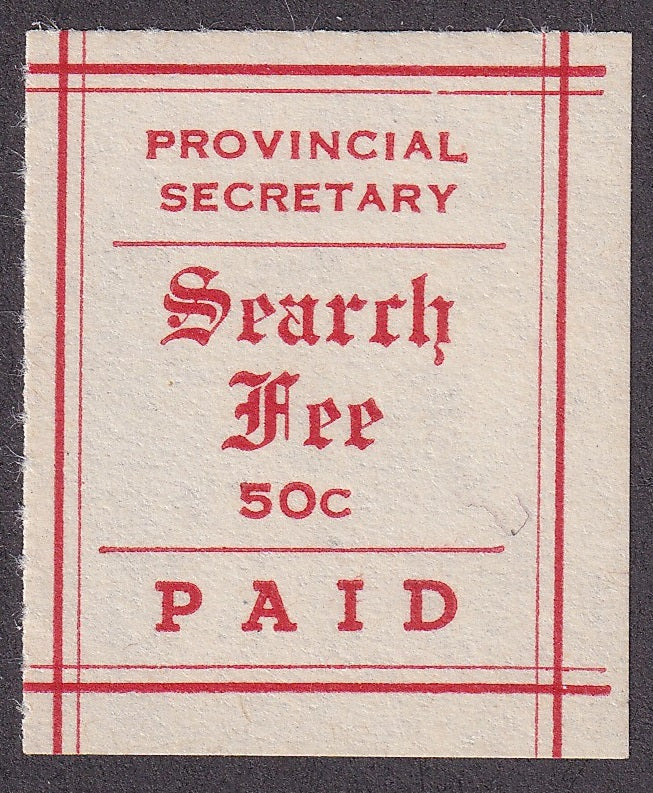 PROVINCIAL
SECRETARY
Search
Fee
50c
PAID